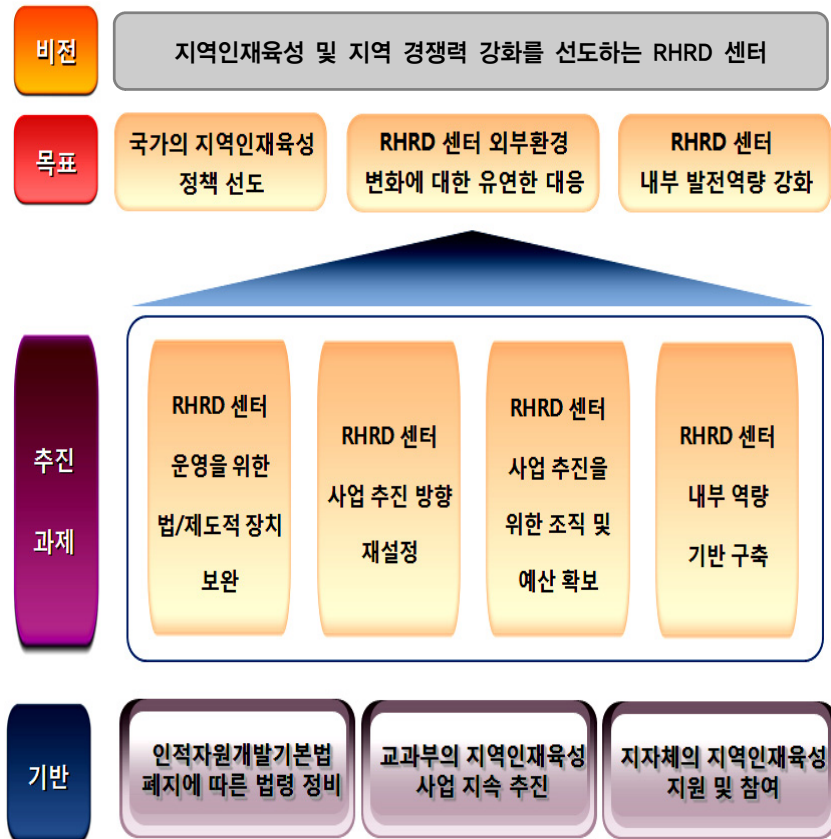 비전
지역인재육성 및 지역 경쟁력 강화를 선도하는 RHRD 센터
목표
국가의 지역인재육성
정책 선도
RHRD 센터 외부환경
변화에 대한 유연한 대응
RHRD 센터
내부 발전역량 강화
추진
과제
RHRD 센터
운영을 위한
법/제도적 장치
보완
RHRD 센터
사업 추진 방향
재설정
RHRD 센터
사업 추진을
위한 조직 및
예산 확보
RHRD 센터
내부 역량
기반 구축
기반
인적자원개발기본법
폐지에 따른 법령 정비
교과부의 지역인재육성
사업 지속 추진
지자체의 지역인재육성
지원 및 참여